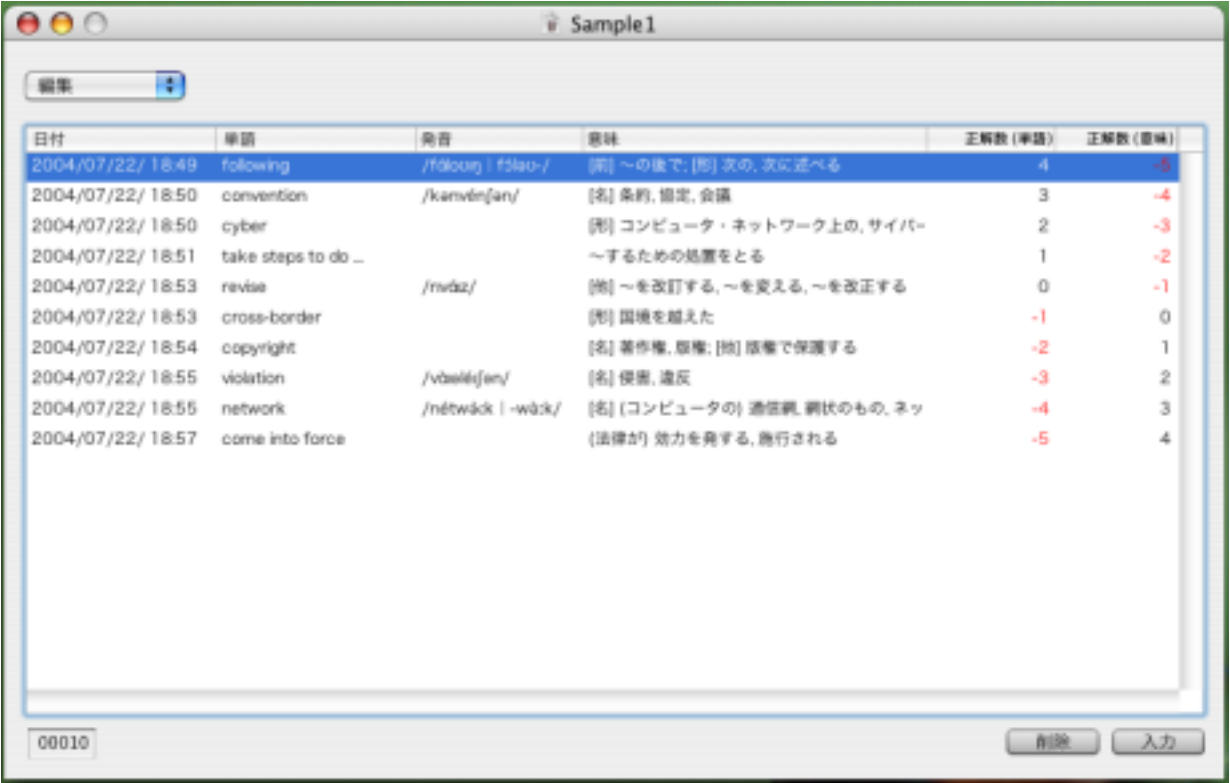 Sample1
編集
日付 単語 発音 意味 正解数 (単語) 正解数 (意味)
2004/07/22/ 18:49 following [前] ～の後で; [形] 次の, 次に述べる 4 -5
2004/07/22/ 18:50 convention /kənvénʃən/ [名] 条約, 協定, 会議 3 -4
2004/07/22/ 18:50 cyber [形] コンピュータ・ネットワーク上の, サイバー 2 -3
2004/07/22/ 18:51 take steps to do ... ～するための処置をとる 1 -2
2004/07/22/ 18:53 revise [他] ～を改訂する, ～を変える, ～を改正する 0 -1
2004/07/22/ 18:53 cross-border [形] 国境を越えた -1 0
2004/07/22/ 18:54 copyright [名] 著作権, 版権; [他] 版権で保護する -2 1
2004/07/22/ 18:55 violation [名] 侵害, 違反 -3 2
2004/07/22/ 18:55 network [名] (コンピュータの) 通信網, 網状のもの, ネッ -4 3
2004/07/22/ 18:57 come into force (法律が) 効力を発する, 施行される -5 4
00010 削除 入力